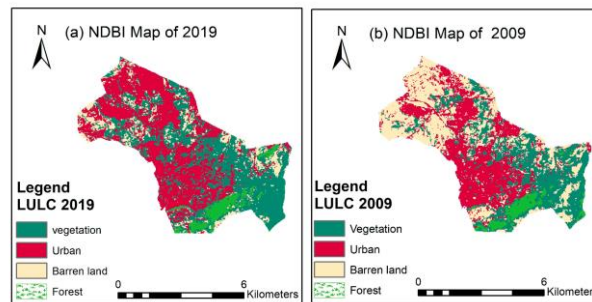 (a) NDBI Map of 2019
N
Legend
LULC 2019
vegetation
Urban
Barren land
Forest
0 6
Kilometers
(b) NDBI Map of 2009
N
Legend
LULC 2009
Vegetation
Urban
Barren land
Forest
0 6
Kilometers